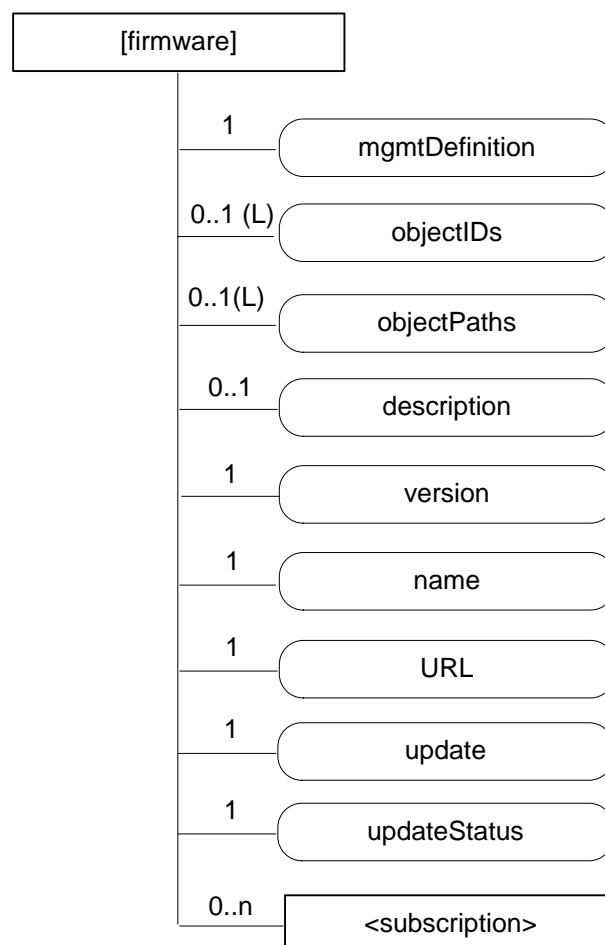 [firmware]
1
mgmtDefinition
0..1 (L)
objectIDs
0..1(L)
objectPaths
0..1
description
1
version
1
name
1
URL
1
update
1
updateStatus
0..n
<subscription>